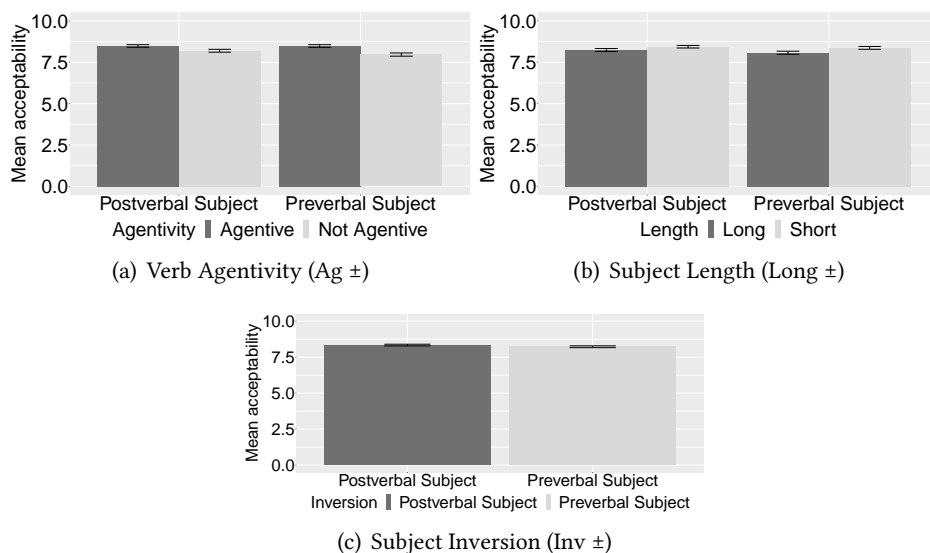 10.0
7.5
5.0
2.5
0.0
Mean acceptability
Postverbal Subject Preverbal Subject
Agentivity Agentive Not Agentive
(a) Verb Agentivity (Ag ±)
10.0
7.5
5.0
2.5
0.0
Mean acceptability
Postverbal Subject Preverbal Subject
Length Long Short
(b) Subject Length (Long ±)
10.0
7.5
5.0
2.5
0.0
Mean acceptability
Postverbal Subject Preverbal Subject
Inversion Postverbal Subject Preverbal Subject
(c) Subject Inversion (Inv ±)